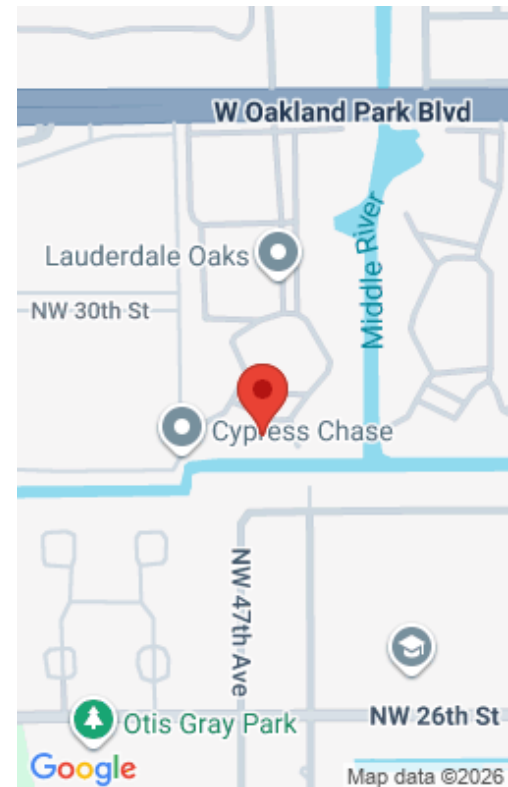 W Oakland Park Blvd
Middle River
Lauderdale Oaks
NW 30th St
Cypress Chase
NW 47th Ave
NW 26th St
Otis Gray Park
Google
Map data ©2026